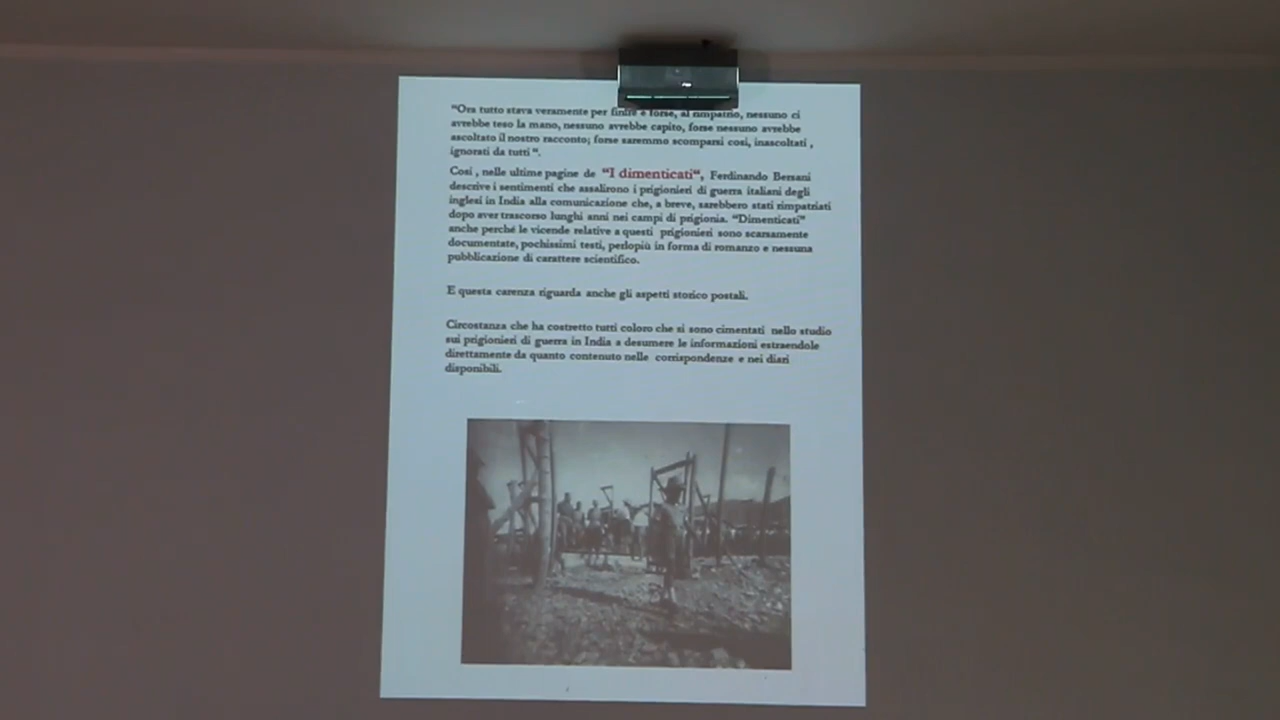 “Ora tutto stava veramente per finire e forse, al rimpatrio, nessuno ci
avrebbe teso la mano, nessuno avrebbe capito, forse nessuno avrebbe
ascoltato il nostro racconto; forse saremmo scomparsi così, inascoltati ,
ignorati da tutti “.
Così , nelle ultime pagine de “I dimenticati“, Ferdinando Bersani
descrive i sentimenti che assalirono i prigionieri di guerra italiani degli
inglesi in India alla comunicazione che, a breve, sarebbero stati rimpatriati
dopo aver trascorso lunghi anni nei campi di prigionia. “Dimenticati”
anche perché le vicende relative a questi prigionieri sono scarsamente
documentate, pochissimi testi, perlopiù in forma di romanzo e nessuna
pubblicazione di carattere scientifico.
E questa carenza riguarda anche gli aspetti storico postali.
Circostanza che ha costretto tutti coloro che si sono cimentati nello studio
sui prigionieri di guerra in India a desumere le informazioni estraendole
direttamente da quanto contenuto nelle corrispondenze e nei diari
disponibili.